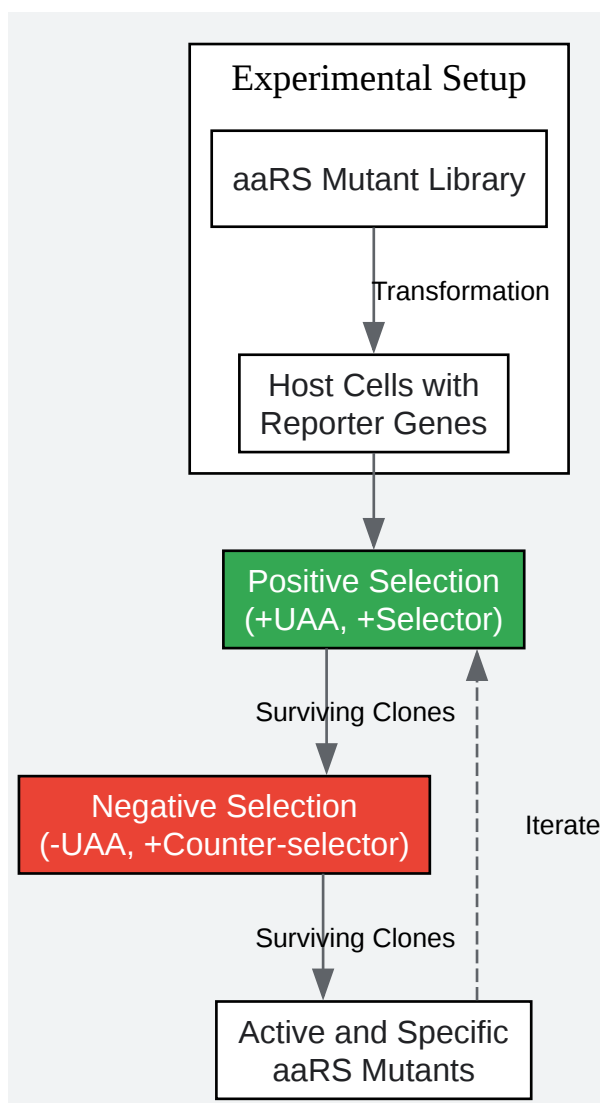 Experimental Setup
aaRS Mutant Library
Transformation
Host Cells with
Reporter Genes
Positive Selection
(+UAA, +Selector)
Surviving Clones
Negative Selection
(-UAA, +Counter-selector)
Iterate
Surviving Clones
Active and Specific
aaRS Mutants